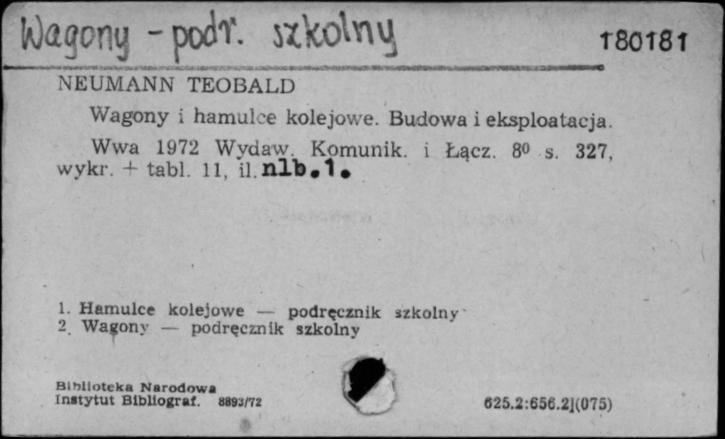 Wagony - podr. szkolny
180181
NEUMANN TEOBALD
Wagony i hamulce kolejowe. Budowa i eksploatacja.
Wwa 1972 Wydaw. Komunik. i Łącz. 8º s. 327,
wykr. + tabl. 11, il. nlb.1.
1. Hamulce kolejowe — podręcznik szkolny
2. Wagony — podręcznik szkolny
Biblioteka Narodowa
Instytut Bibliograf. 8893/72
625.2:656.2](075)